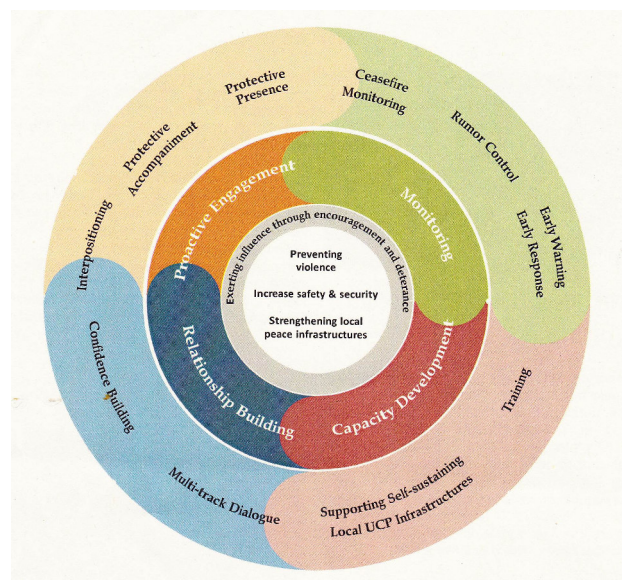 Protective
Presence
Ceasefire
Monitoring
Rumor Control
Early Warning
Early Response
Protective
Accompaniment
Interpositioning
Proactive Engagement
Monitoring
Exerting influence through encouragement and deterance
Preventing
violence
Increase safety & security
Strengthening local
peace infrastructures
Relationship Building
Capacity Development
Confidence Building
Multi-track Dialogue
Training
Supporting Self-sustaining
Local UCP Infrastructures